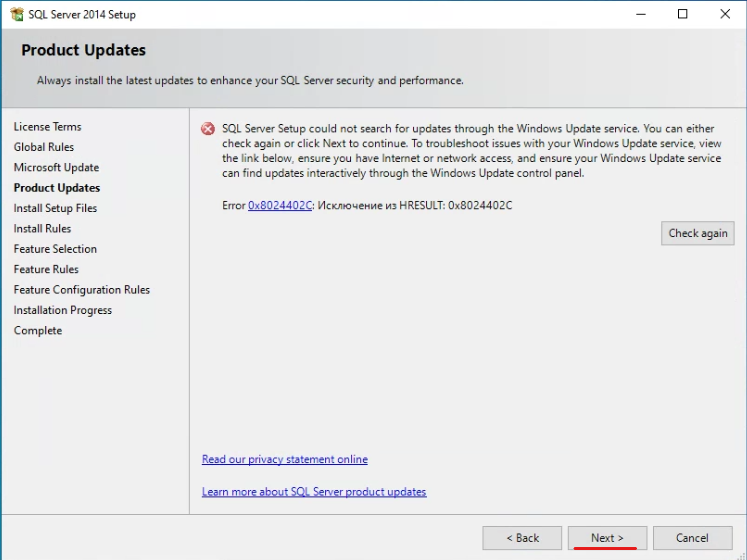 SQL Server 2014 Setup
Product Updates
Always install the latest updates to enhance your SQL Server security and performance.
License Terms
Global Rules
Microsoft Update
Product Updates
Install Setup Files
Install Rules
Feature Selection
Feature Rules
Feature Configuration Rules
Installation Progress
Complete
SQL Server Setup could not search for updates through the Windows Update service. You can either
check again or click Next to continue. To troubleshoot issues with your Windows Update service, view
the link below, ensure you have Internet or network access, and ensure your Windows Update service
can find updates interactively through the Windows Update control panel.
Error 0x8024402C: Исключение из HRESULT: 0x8024402C
Check again
Read our privacy statement online
Learn more about SQL Server product updates
< Back
Next >
Cancel